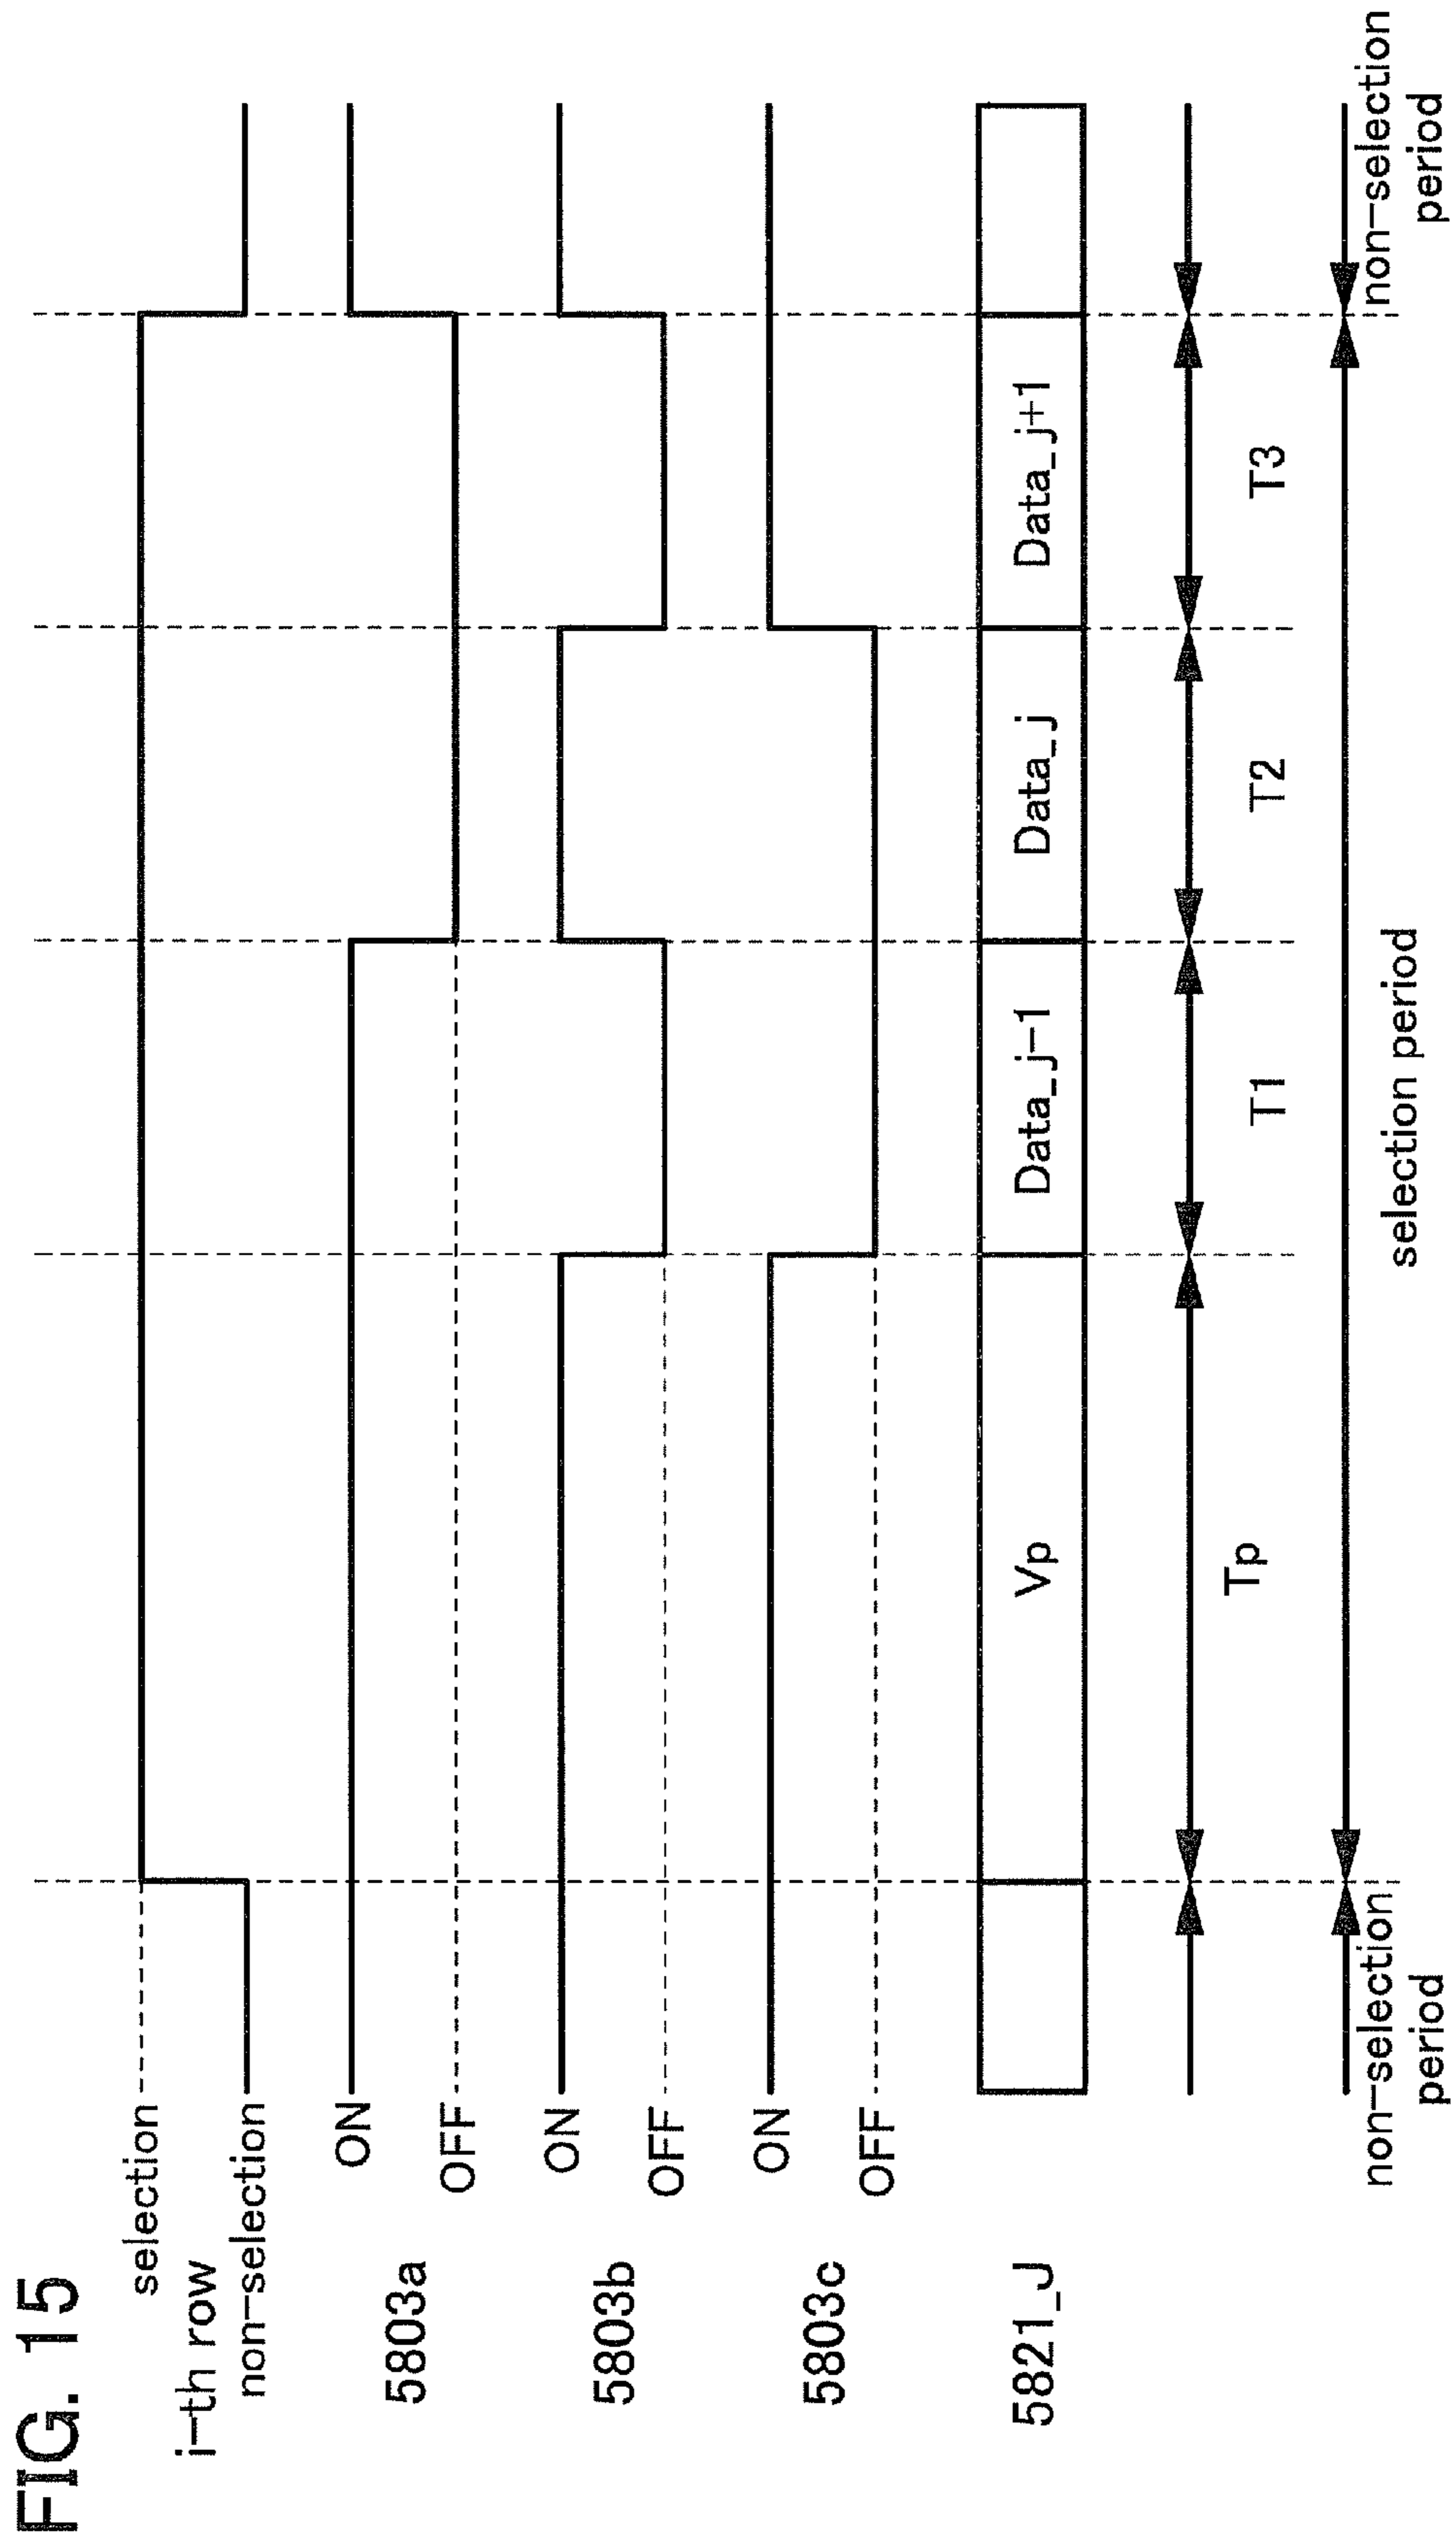 FIG. 15
selection
i-th row
non-selection
5803a
ON
OFF
5803b
ON
OFF
5803c
ON
OFF
5821_J
Vp
Data_j-1
Data_j
Data_j+1
Tp
T1
T2
T3
non-selection
period
selection period
non-selection
period